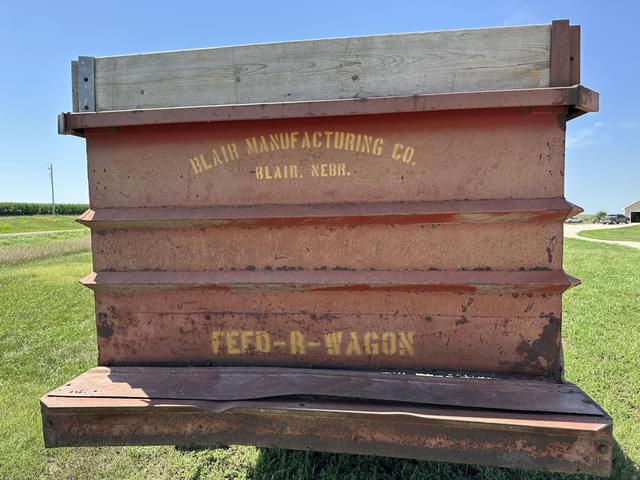 BLAIR MANUFACTURING CO.
BLAIR. NEBR.
FEED-R-WAGON